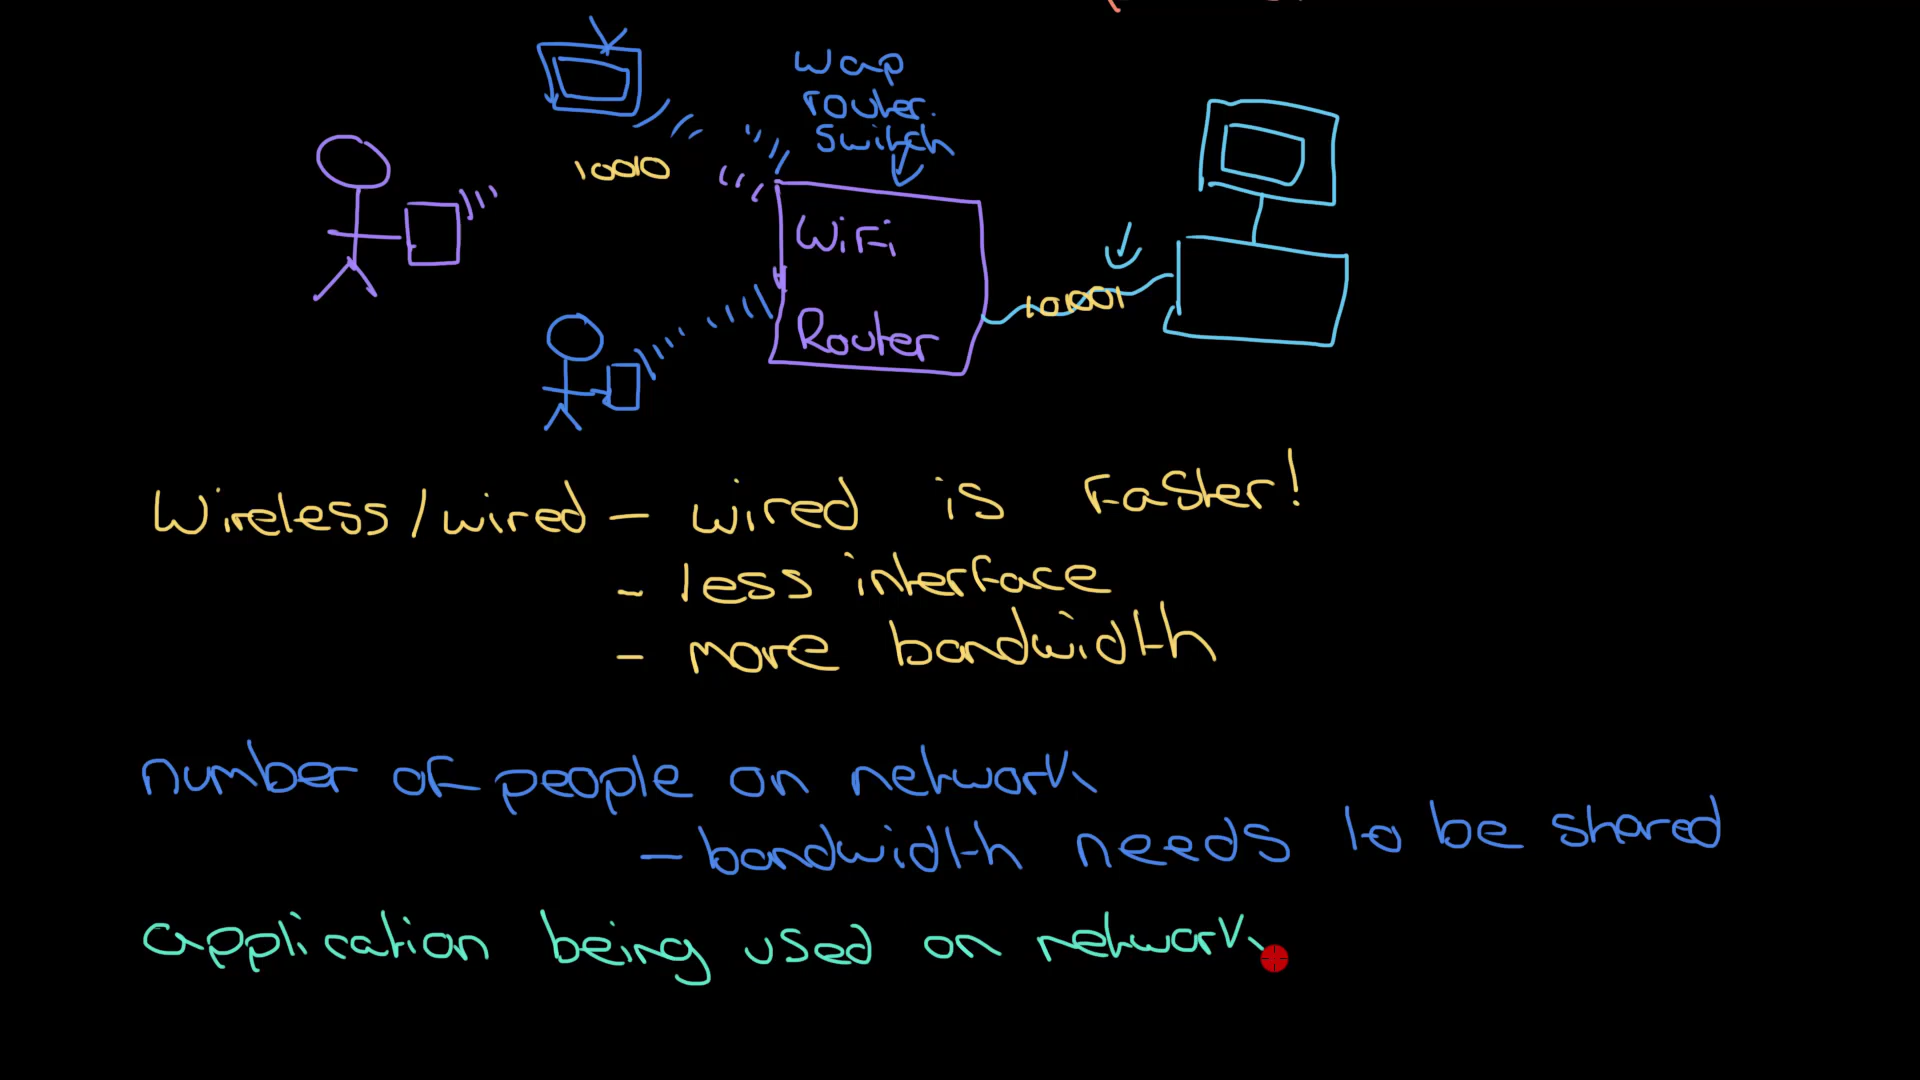 Wap
router.
Switch
10010
WiFi
Router
10001
Wireless/wired - wired is Faster!
- less interface
- more bandwidth
number of people on network
- bandwidth needs to be shared
application being used on network